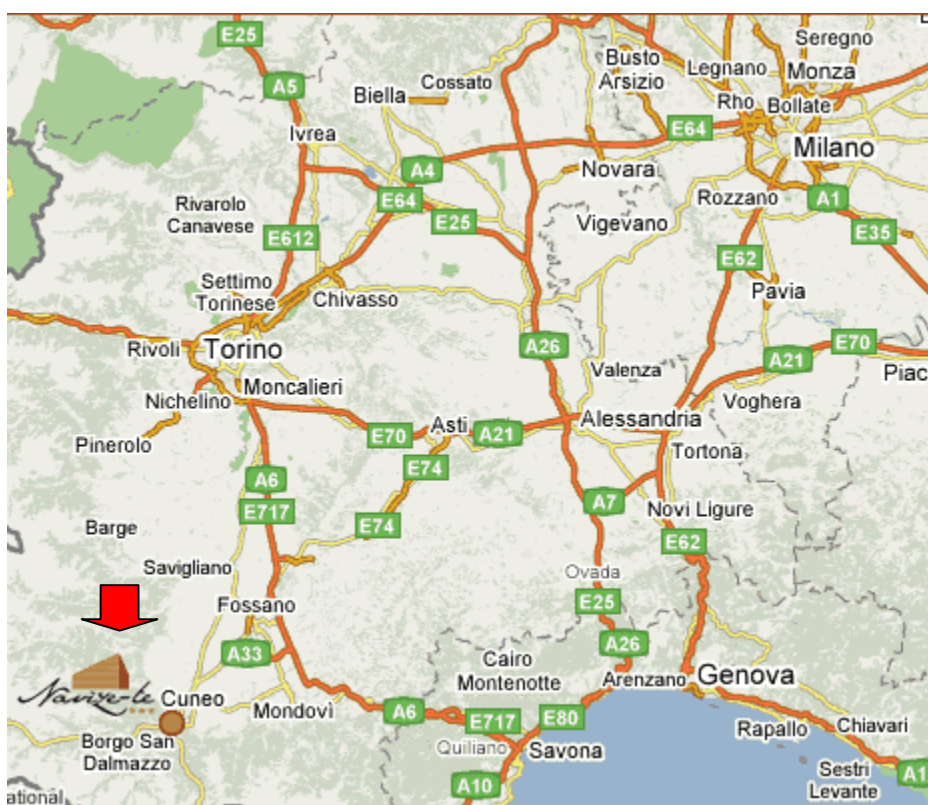 E25
Seregno
Busto
Arsizio
Legnano
Monza
Cossato
A5
Biella
Rho
Bollate
Ivrea
E64
Milano
A4
Novara
E64
Rozzano
A1
Rivarolo
Canavese
E25
Vigevano
E612
E35
E62
Settimo
Torinese
Chivasso
Pavia
Rivoli
Torino
A26
E70
A21
Valenza
Piac
Moncalieri
Nichelino
Voghera
Asti
Alessandria
E70
A21
Pinerolo
Tortona
E74
A6
A7
E717
Novi Ligure
Barge
E74
E62
Savigliano
Ovada
Fossano
E25
A33
A26
Cairo
Montenotte
Arenzano
Genova
Navize-te
Cuneo
Mondovì
A6
E717
E80
Rapallo
Chiavari
Borgo San
Dalmazzo
Quiliano
Savona
Sestri
Levante
A1
A10
ational